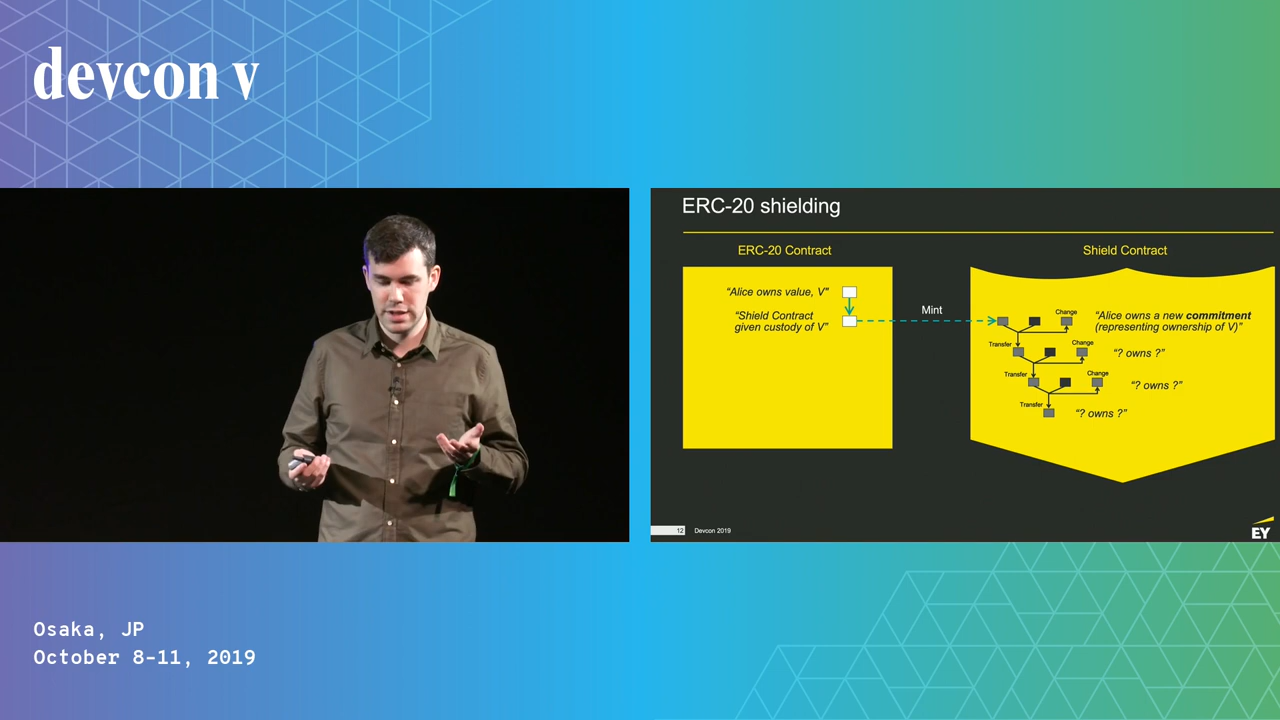 devcon v
ERC-20 shielding
ERC-20 Contract
Shield Contract
“Alice owns value, V”
“Shield Contract
given custody of V”
Mint
Change
“Alice owns a new commitment
(representing ownership of V)”
Transfer
Change
“? owns ?”
Transfer
Change
“? owns ?”
Transfer
“? owns ?”
12
Devcon 2019
EY
Osaka, JP
October 8-11, 2019